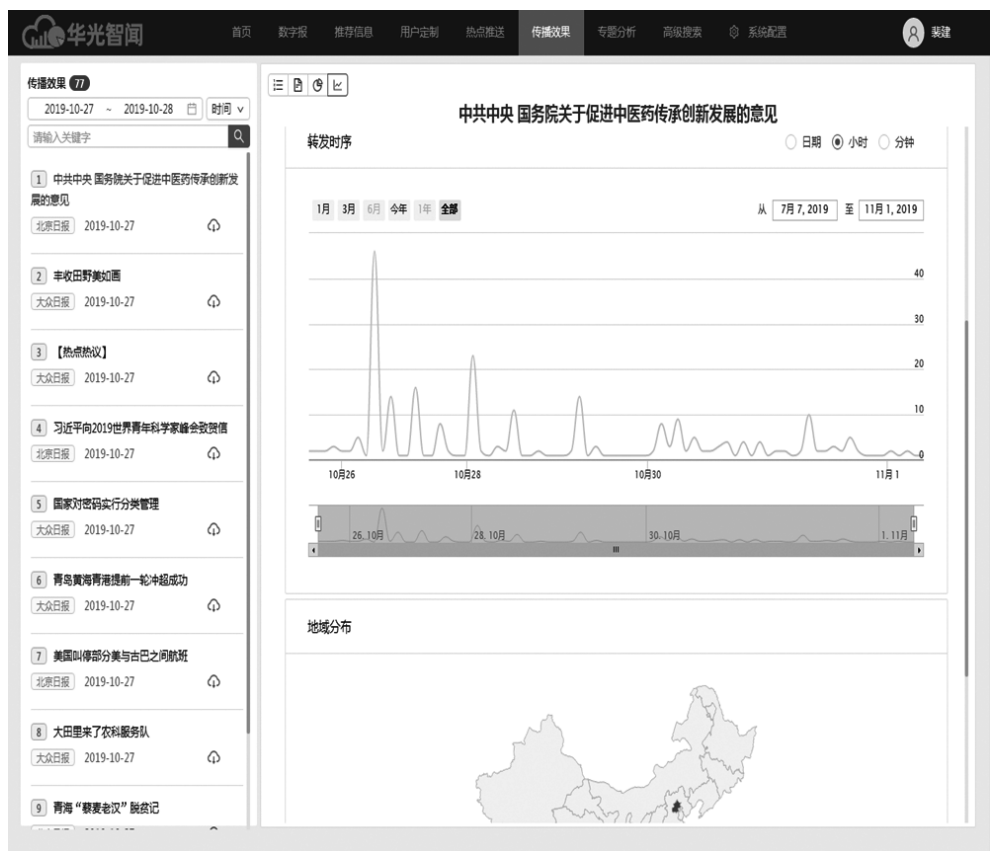 华光智闻
首页 数字报 推荐信息 用户定制 热点推送 传播效果 专题分析 高级搜索 系统配置 裴建
传播效果 77
2019-10-27 ~ 2019-10-28 时间
请输入关键字
1 中共中央 国务院关于促进中医药传承创新发
展的意见
北京日报 2019-10-27
2 丰收田野美如画
大众日报 2019-10-27
3 【热点热议】
大众日报 2019-10-27
4 习近平向2019世界青年科学家峰会致贺信
北京日报 2019-10-27
5 国家对密码实行分类管理
大众日报 2019-10-27
6 青岛黄海青港提前一轮冲超成功
大众日报 2019-10-27
7 美国叫停部分美与古巴之间航班
北京日报 2019-10-27
8 大田里来了农科服务队
大众日报 2019-10-27
9 青海“藜麦老汉”脱贫记
中共中央 国务院关于促进中医药传承创新发展的意见
转发时序 日期 小时 分钟
1月 3月 6月 今年 1年 全部 从 7月 7, 2019 至 11月 1, 2019
40
30
20
10
0
10月26 10月28 10月30 11月 1
26. 10月 28. 10月 30. 10月 1. 11月
地域分布